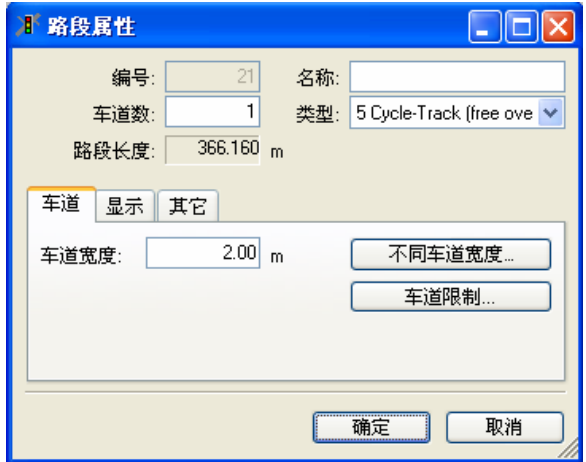 路段属性
编号: 21 名称:
车道数: 1 类型: 5 Cycle-Track (free ove
路段长度: 366.160 m
车道 显示 其它
车道宽度: 2.00 m 不同车道宽度...
车道限制...
确定 取消